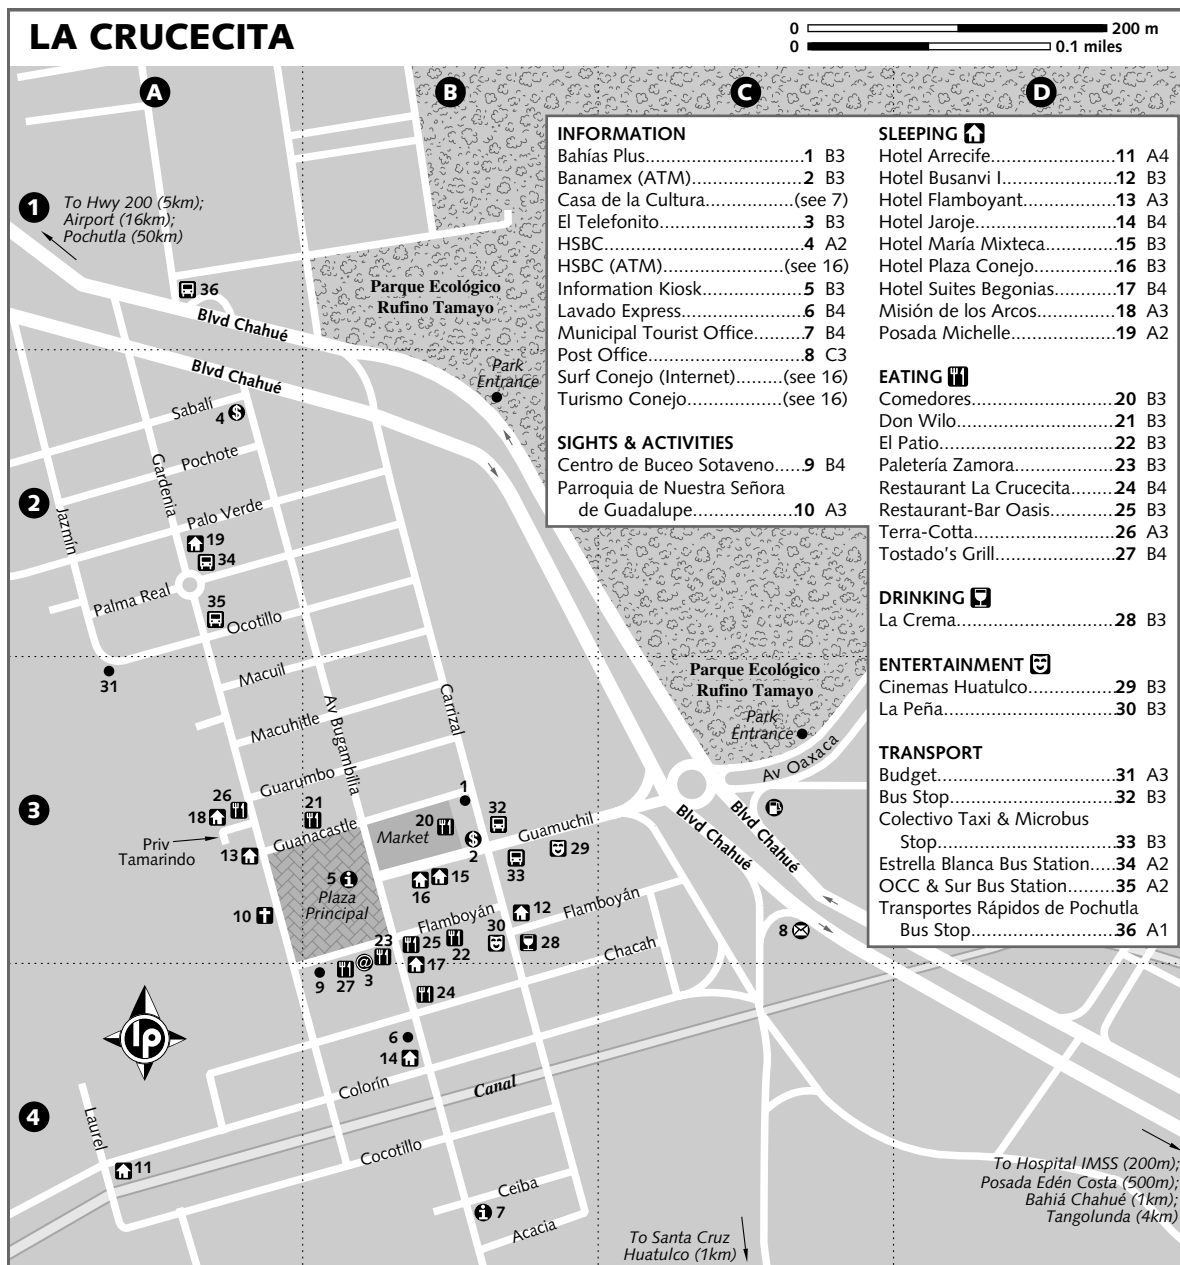 LA CRUCECITA
0 200 m
0 0.1 miles
A
B
C
D
1
2
3
4
To Hwy 200 (5km);
Airport (16km);
Pochutla (50km)
36
Blvd Chahué
Blvd Chahué
Parque Ecológico
Rufino Tamayo
Park
Entrance
Sabalí
4
Pochote
Gardenia
Jazmín
Palo Verde
19
34
Palma Real
35
Ocotillo
31
Macuil
Macuhitle
Av Bugambilia
Carrizal
Guarumbo
26
18
21
Guanacastle
Priv
Tamarindo
13
1
32
20
Market
2
Guamuchil
33
29
5
Plaza
Principal
15
16
10
Flamboyán
12
Flamboyán
30
28
23
25
22
Chacah
9
27
3
17
24
6
14
Colorín
Canal
Cocotillo
Laurel
11
Ceiba
7
Acacia
lp
Parque Ecológico
Rufino Tamayo
Park
Entrance
Av Oaxaca
Blvd Chahué
Blvd Chahué
8
To Santa Cruz
Huatulco (1km)
To Hospital IMSS (200m);
Posada Edén Costa (500m);
Bahiá Chahué (1km);
Tangolunda (4km)
INFORMATION
Bahías Plus................................1 B3
Banamex (ATM)......................2 B3
Casa de la Cultura.................(see 7)
El Telefonito.............................3 B3
HSBC........................................4 A2
HSBC (ATM)........................(see 16)
Information Kiosk.....................5 B3
Lavado Express.........................6 B4
Municipal Tourist Office...........7 B4
Post Office................................8 C3
Surf Conejo (Internet).........(see 16)
Turismo Conejo...................(see 16)
SIGHTS & ACTIVITIES
Centro de Buceo Sotaveno......9 B4
Parroquia de Nuestra Señora
de Guadalupe......................10 A3
SLEEPING
Hotel Arrecife.........................11 A4
Hotel Busanvi I.......................12 B3
Hotel Flamboyant...................13 A3
Hotel Jaroje............................14 B4
Hotel María Mixteca...............15 B3
Hotel Plaza Conejo.................16 B3
Hotel Suites Begonias.............17 B4
Misión de los Arcos.................18 A3
Posada Michelle.....................19 A2
EATING
Comedores.............................20 B3
Don Wilo................................21 B3
El Patio...................................22 B3
Paletería Zamora....................23 B3
Restaurant La Crucecita..........24 B4
Restaurant-Bar Oasis..............25 B3
Terra-Cotta.............................26 A3
Tostado's Grill.........................27 B4
DRINKING
La Crema................................28 B3
ENTERTAINMENT
Cinemas Huatulco..................29 B3
La Peña..................................30 B3
TRANSPORT
Budget....................................31 A3
Bus Stop.................................32 B3
Colectivo Taxi & Microbus
Stop...................................33 B3
Estrella Blanca Bus Station......34 A2
OCC & Sur Bus Station...........35 A2
Transportes Rápidos de Pochutla
Bus Stop.............................36 A1